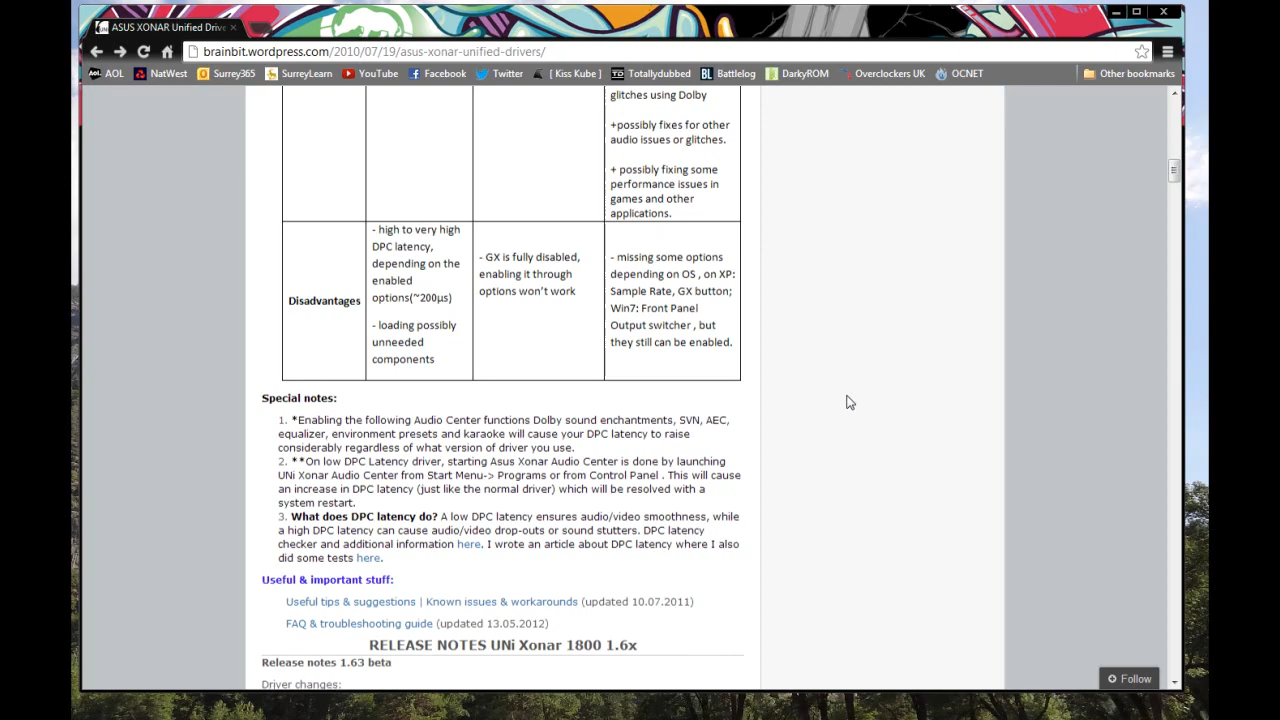 ASUS XONAR Unified Drive
brainbit.wordpress.com/2010/07/19/asus-xonar-unified-drivers/
AOL NatWest Surrey365 SurreyLearn YouTube Facebook Twitter [ Kiss Kube ] Totallydubbed Battlelog DarkyROM Overclockers UK OCNET Other bookmarks
glitches using Dolby
+possibly fixes for other
audio issues or glitches.
+ possibly fixing some
performance issues in
games and other
applications.
Disadvantages
- high to very high
DPC latency,
depending on the
enabled
options(~200µs)
- loading possibly
unneeded
components
- GX is fully disabled,
enabling it through
options won't work
- missing some options
depending on OS , on XP:
Sample Rate, GX button;
Win7: Front Panel
Output switcher , but
they still can be enabled.
Special notes:
1. *Enabling the following Audio Center functions Dolby sound enchantments, SVN, AEC,
equalizer, environment presets and karaoke will cause your DPC latency to raise
considerably regardless of what version of driver you use.
2. **On low DPC Latency driver, starting Asus Xonar Audio Center is done by launching
UNi Xonar Audio Center from Start Menu-> Programs or from Control Panel . This will cause
an increase in DPC latency (just like the normal driver) which will be resolved with a
system restart.
3. What does DPC latency do? A low DPC latency ensures audio/video smoothness, while
a high DPC latency can cause audio/video drop-outs or sound stutters. DPC latency
checker and additional information here. I wrote an article about DPC latency where I also
did some tests here.
Useful & important stuff:
Useful tips & suggestions | Known issues & workarounds (updated 10.07.2011)
FAQ & troubleshooting guide (updated 13.05.2012)
RELEASE NOTES UNi Xonar 1800 1.6x
Release notes 1.63 beta
Driver changes:
Follow